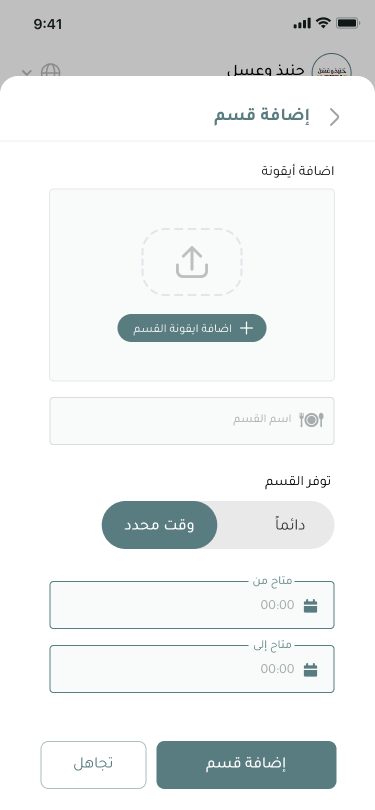 9:41
حنيذ وعسل
إضافة قسم
اضافة أيقونة
اضافة ايقونة القسم
اسم القسم
توفر القسم
دائماً
وقت محدد
متاح من
00:00
متاح إلى
00:00
إضافة قسم
تجاهل